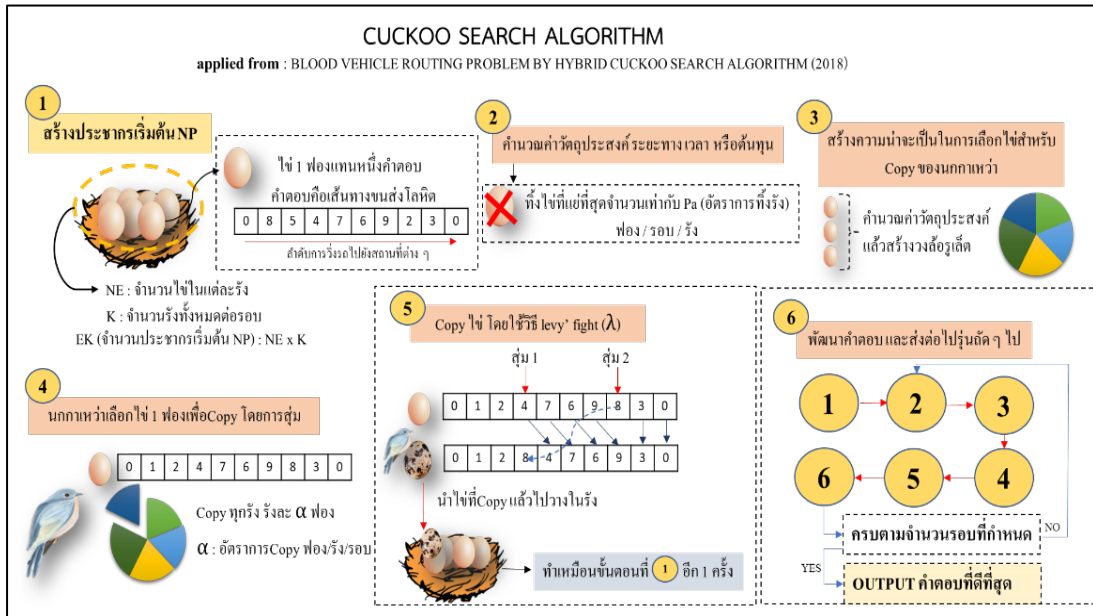 CUCKOO SEARCH ALGORITHM
applied from : BLOOD VEHICLE ROUTING PROBLEM BY HYBRID CUCKOO SEARCH ALGORITHM (2018)
1
สร้างประชากรเริ่มต้น NP
ไข่ 1 ฟองแทนหนึ่งคำตอบ
คำตอบคือเส้นทางขนส่งโลหิต
0 8 5 4 7 6 9 2 3 0
ลำดับการวิ่งรถไปยังสถานที่ต่าง ๆ
NE : จำนวนไข่ในแต่ละรัง
K : จำนวนรังทั้งหมดต่อรอบ
EK (จำนวนประชากรเริ่มต้น NP) : NE x K
2
คำนวณค่าวัตถุประสงค์ ระยะทาง เวลา หรือต้นทุน
ทิ้งไข่ที่แย่ที่สุดจำนวนเท่ากับ Pa (อัตราการทิ้งรัง)
ฟอง / รอบ / รัง
3
สร้างความน่าจะเป็นในการเลือกไข่สำหรับ
Copy ของนกกาเหว่า
คำนวณค่าวัตถุประสงค์
แล้วสร้างวงล้อรูเล็ต
4
นกกาเหว่าเลือกไข่ 1 ฟองเพื่อCopy โดยการสุ่ม
0 1 2 4 7 6 9 8 3 0
Copy ทุกรัง รังละ α ฟอง
α : อัตราการCopy ฟอง/รัง/รอบ
5
Copy ไข่ โดยใช้วิธี levy’ fight (λ)
สุ่ม 1 สุ่ม 2
0 1 2 4 7 6 9 8 3 0
0 1 2 8 4 7 6 9 3 0
นำไข่ที่Copy แล้วไปวางในรัง
ทำเหมือนขั้นตอนที่ 1 อีก 1 ครั้ง
6
พัฒนาคำตอบ และส่งต่อไปรุ่นถัด ๆ ไป
1 2 3
6 5 4
ครบตามจำนวนรอบที่กำหนด
NO
YES
OUTPUT คำตอบที่ดีที่สุด